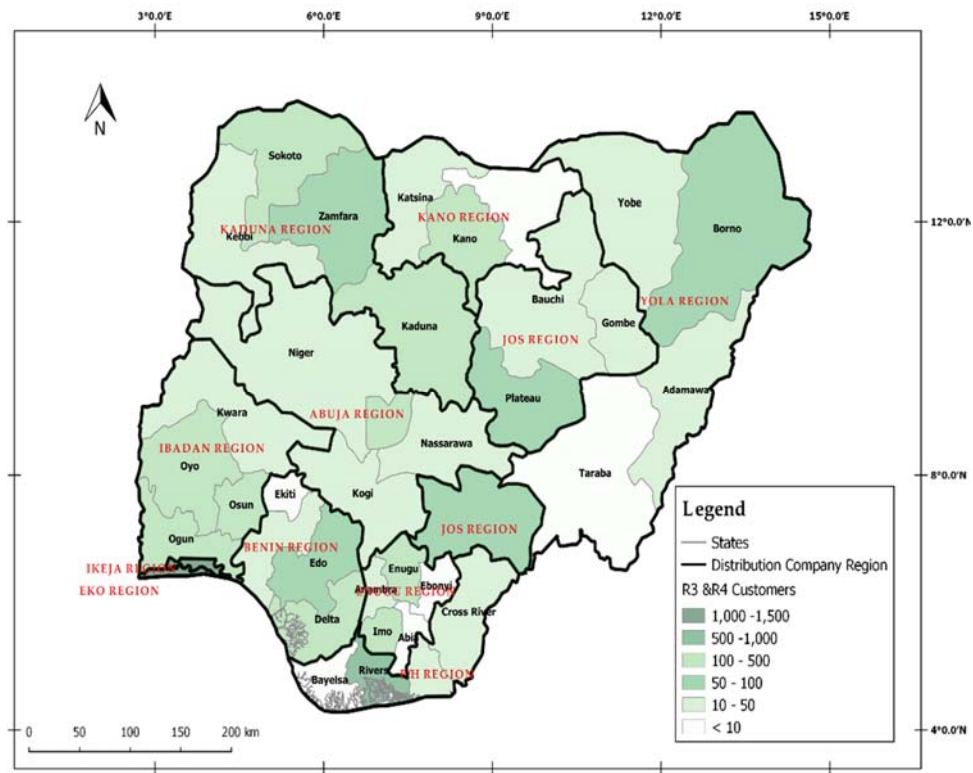 3°0.0'E 6°0.0'E 9°0.0'E 12°0.0'E 15°0.0'E
N
Sokoto
Katsina
Yobe
Zamfara
KANO REGION
12°0.0'N
KADUNA REGION
Kebbi
Kano
Borno
Bauchi
YOLA REGION
Kaduna
Gombe
JOS REGION
Niger
Adamawa
Plateau
Kwara
ABUJA REGION
Nassarawa
IBADAN REGION
Oyo
Taraba
8°0.0'N
Ekiti
Kogi
Osun
JOS REGION
Ogun
BENIN REGION
Edo
IKEJA REGION
Enugu
EKO REGION
Anambra
ENUGU REGION
Ebonyi
Cross River
Delta
Imo
Abia
Rivers
PH REGION
Bayelsa
4°0.0'N
0 50 100 150 200 km
Legend
States
Distribution Company Region
R3 &R4 Customers
1,000 -1,500
500 -1,000
100 - 500
50 - 100
10 - 50
< 10